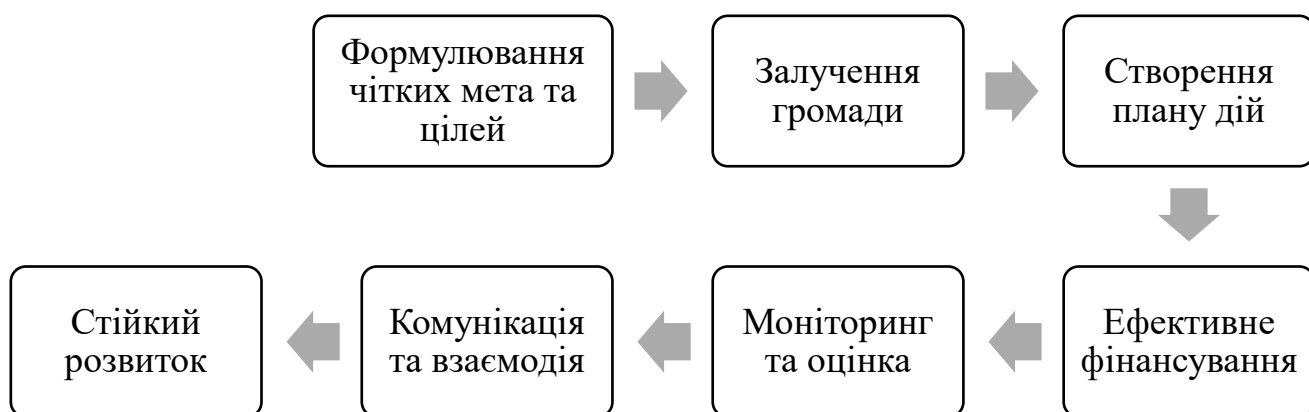 Формулювання
чітких мета та
цілей
Залучення
громади
Створення
плану дій
Ефективне
фінансування
Моніторинг
та оцінка
Комунікація
та взаємодія
Стійкий
розвиток